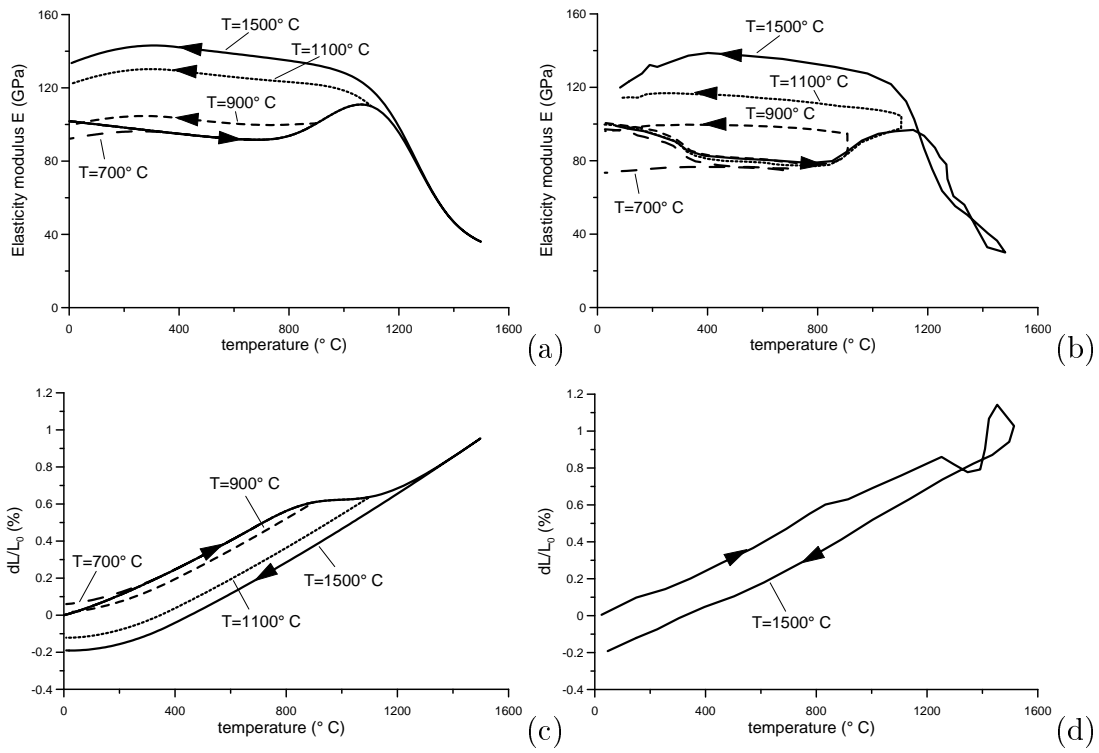 160
120
80
40
0
Elasticity modulus E (GPa)
T=1500° C
T=1100° C
T=900° C
T=700° C
0 400 800 1200 1600
temperature (° C)
(a)
160
120
80
40
0
Elasticity modulus E (GPa)
T=1500° C
T=1100° C
T=900° C
T=700° C
0 400 800 1200 1600
temperature (° C)
(b)
1.2
1
0.8
0.6
0.4
0.2
0
-0.2
-0.4
dL/L0 (%)
T=900° C
T=700° C
T=1500° C
T=1100° C
0 400 800 1200 1600
temperature (° C)
(c)
1.2
1
0.8
0.6
0.4
0.2
0
-0.2
-0.4
dL/L0 (%)
T=1500° C
0 400 800 1200 1600
temperature (° C)
(d)